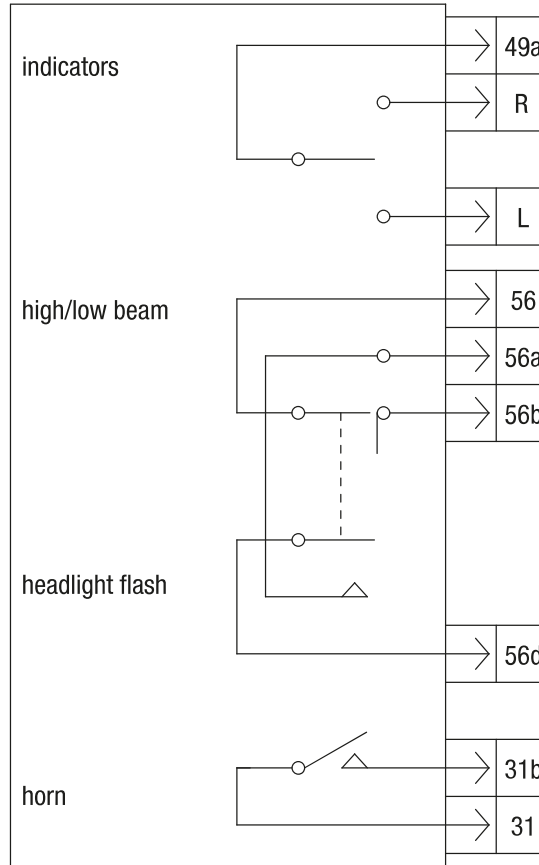 indicators
49a
R
L
high/low beam
56
56a
56b
headlight flash
56d
horn
31b
31